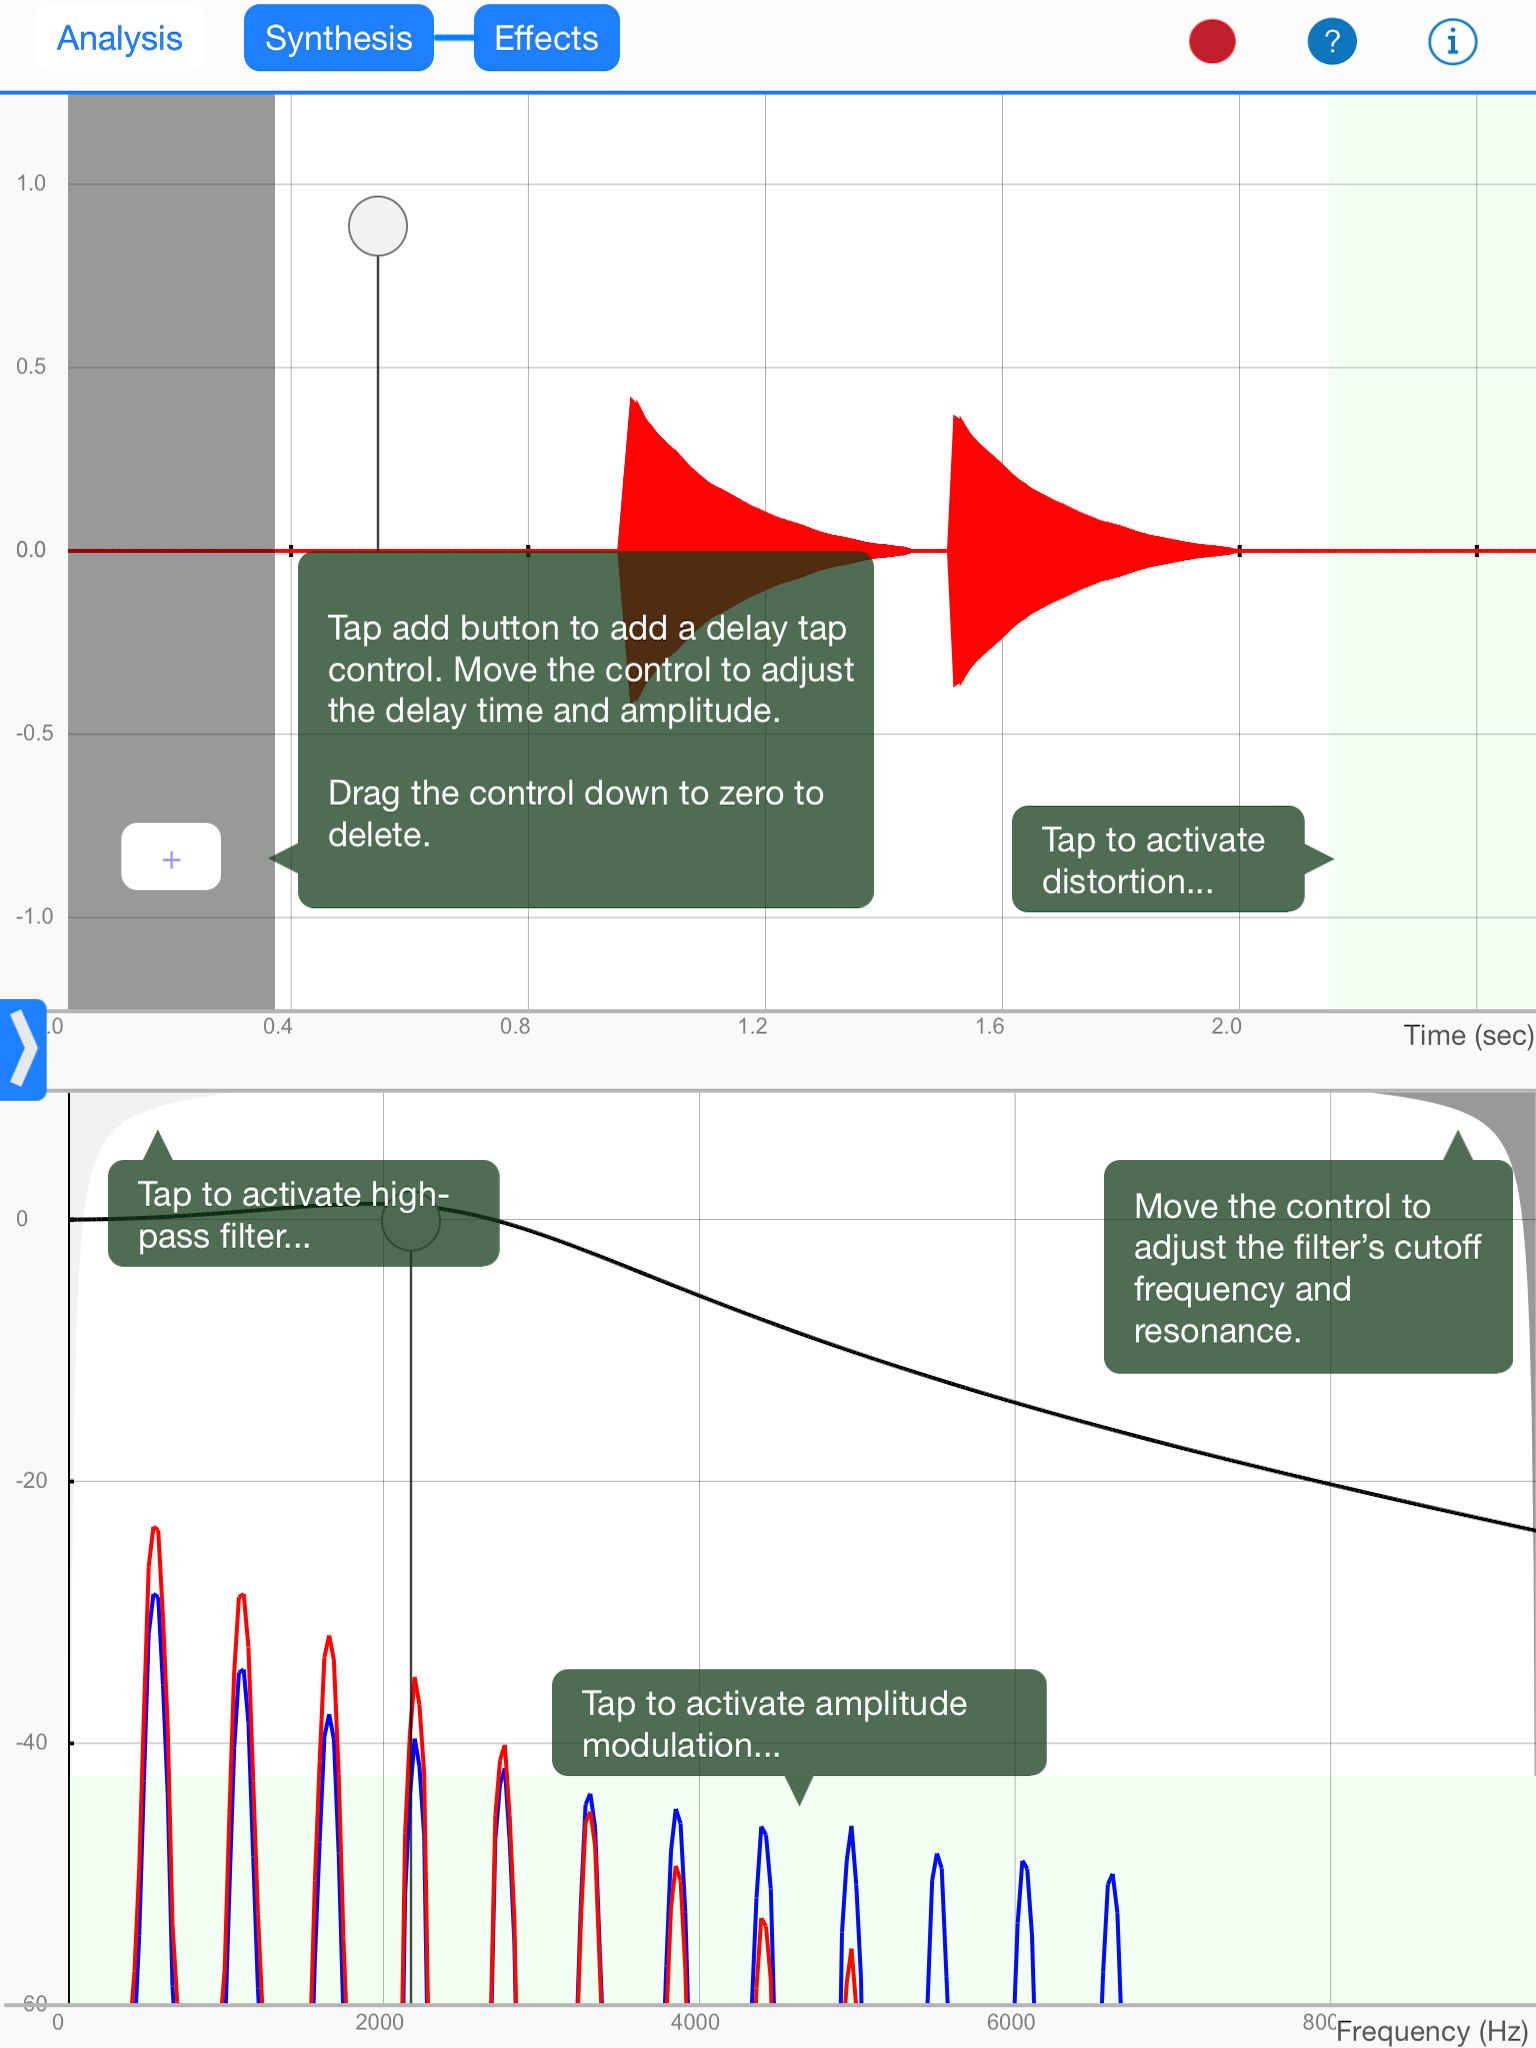 Analysis Synthesis Effects ? i
1.0
0.5
0.0
Tap add button to add a delay tap
control. Move the control to adjust
the delay time and amplitude.
-0.5
Drag the control down to zero to
delete.
+
Tap to activate
distortion...
-1.0
.0 0.4 0.8 1.2 1.6 2.0 Time (sec)
Tap to activate high-
pass filter...
0
Move the control to
adjust the filter’s cutoff
frequency and
resonance.
-20
Tap to activate amplitude
modulation...
-40
-60
0 2000 4000 6000 800 Frequency (Hz)